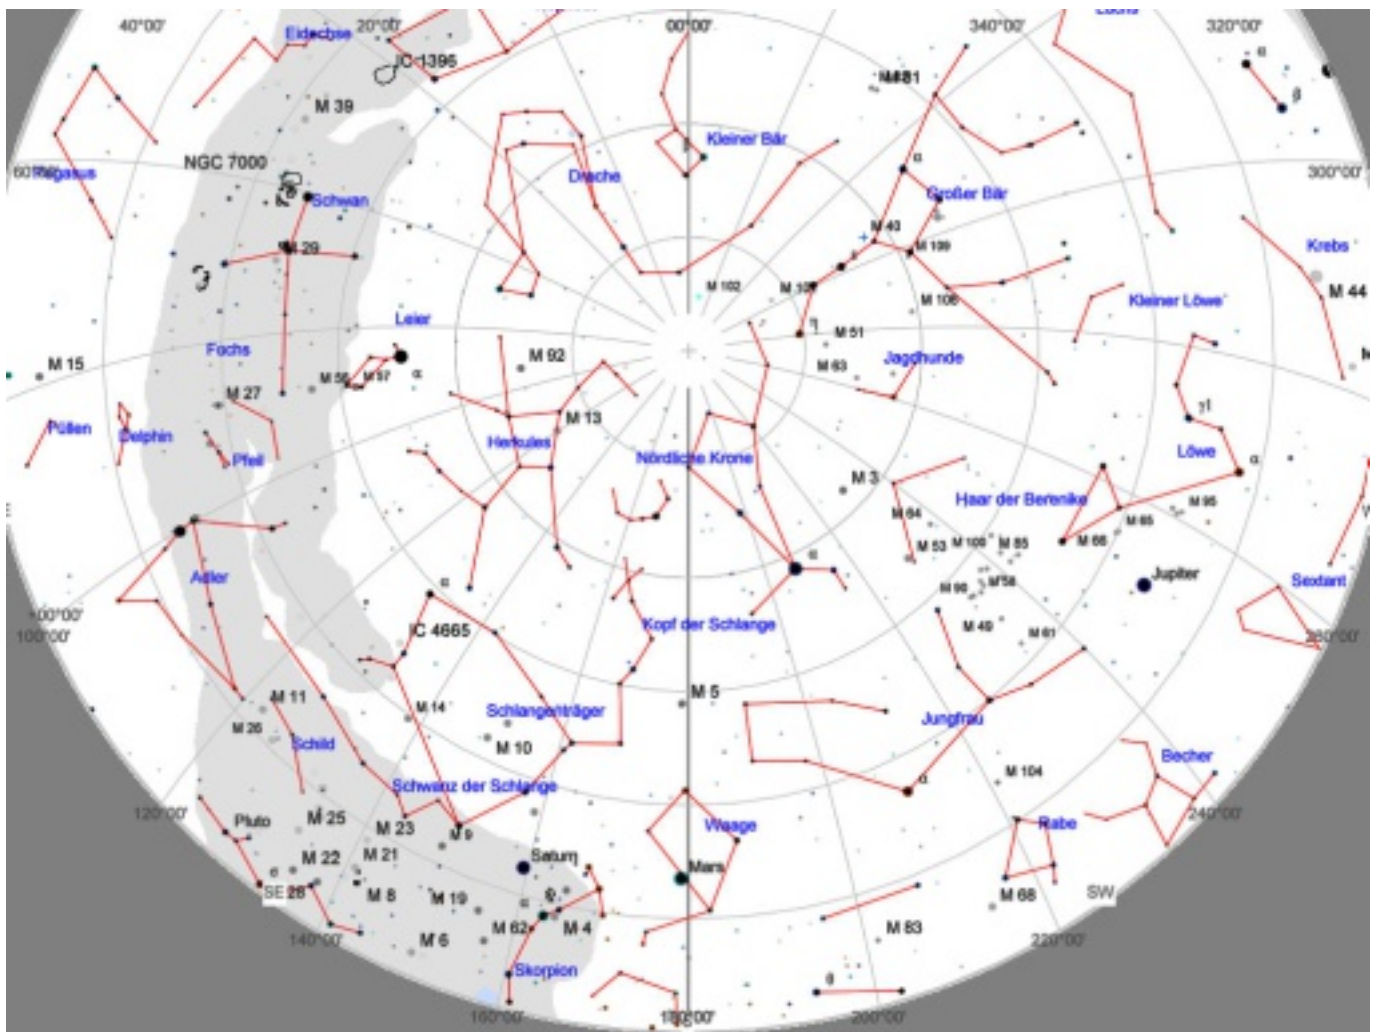 40°00'
20°00'
00°00'
340°00'
320°00'
Eidechse
α
IC 1396
β
M 39
Kleiner Bär
NGC 7000
α
300°00'
Drache
Großer Bär
Schwan
M 40
M 29
M 109
Krebs
M 102
M 44
M 108
Kleiner Löwe
Leier
η
M 51
Fuchs
M 92
Jagdhunde
M 15
M 56
M 57
α
M 63
M 27
γ1
Füllen
Delphin
M 13
Herkules
Löwe
Pfeil
Nördliche Krone
α
M 3
Haar der Berenike
M 95
M 64
M 65
M 53
M 100
M 85
M 66
α
Adler
α
M 90
M 58
Jupiter
Sextant
100°00'
IC 4665
Kopf der Schlange
M 49
M 61
260°00'
M 11
M 5
M 14
Schlangenträger
Jungfrau
M 26
M 10
Schild
Becher
Schwanz der Schlange
α
M 104
120°00'
Pluto
M 25
M 23
M 9
Waage
Rabe
240°00'
M 22
M 21
Saturn
Mars
σ
SE
28
M 8
M 19
α
M 68
SW
M 62
M 4
M 83
140°00'
M 6
220°00'
Skorpion
θ
160°00'
180°00'
200°00'